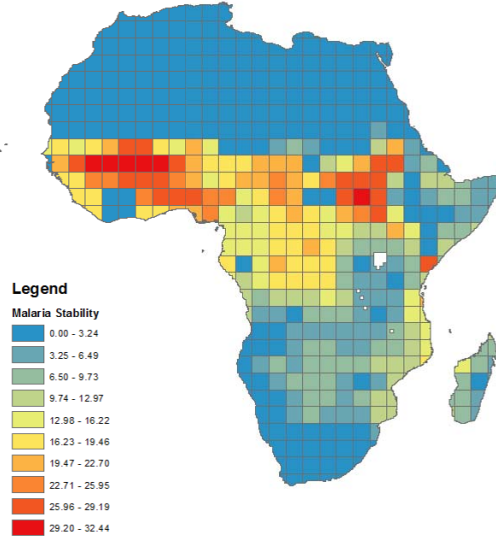 Legend
Malaria Stability
0.00 - 3.24
3.25 - 6.49
6.50 - 9.73
9.74 - 12.97
12.98 - 16.22
16.23 - 19.46
19.47 - 22.70
22.71 - 25.95
25.96 - 29.19
29.20 - 32.44